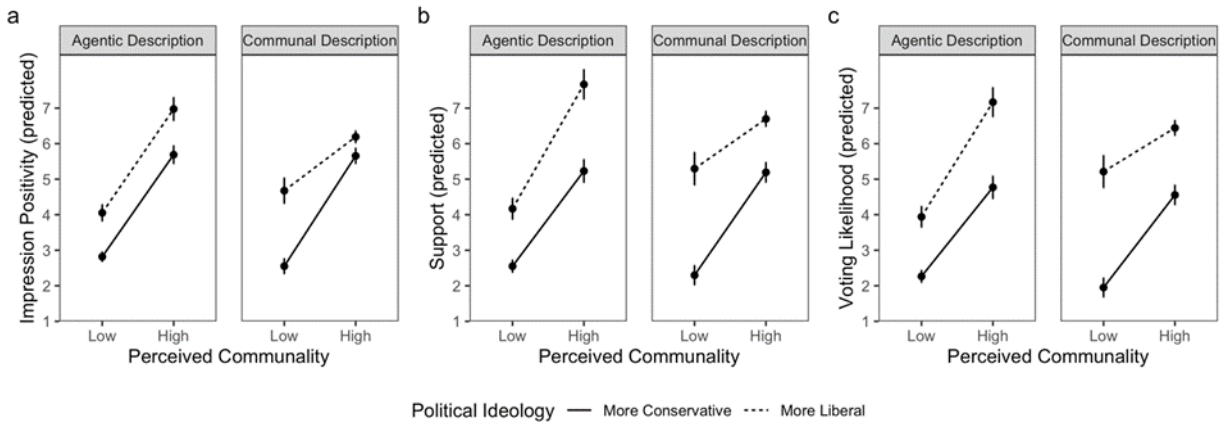 a
Agentic Description
Communal Description
Impression Positivity (predicted)
7
6
5
4
3
2
1
Low
High
Low
High
Perceived Communality
b
Agentic Description
Communal Description
Support (predicted)
7
6
5
4
3
2
1
Low
High
Low
High
Perceived Communality
c
Agentic Description
Communal Description
Voting Likelihood (predicted)
7
6
5
4
3
2
1
Low
High
Low
High
Perceived Communality
Political Ideology More Conservative More Liberal